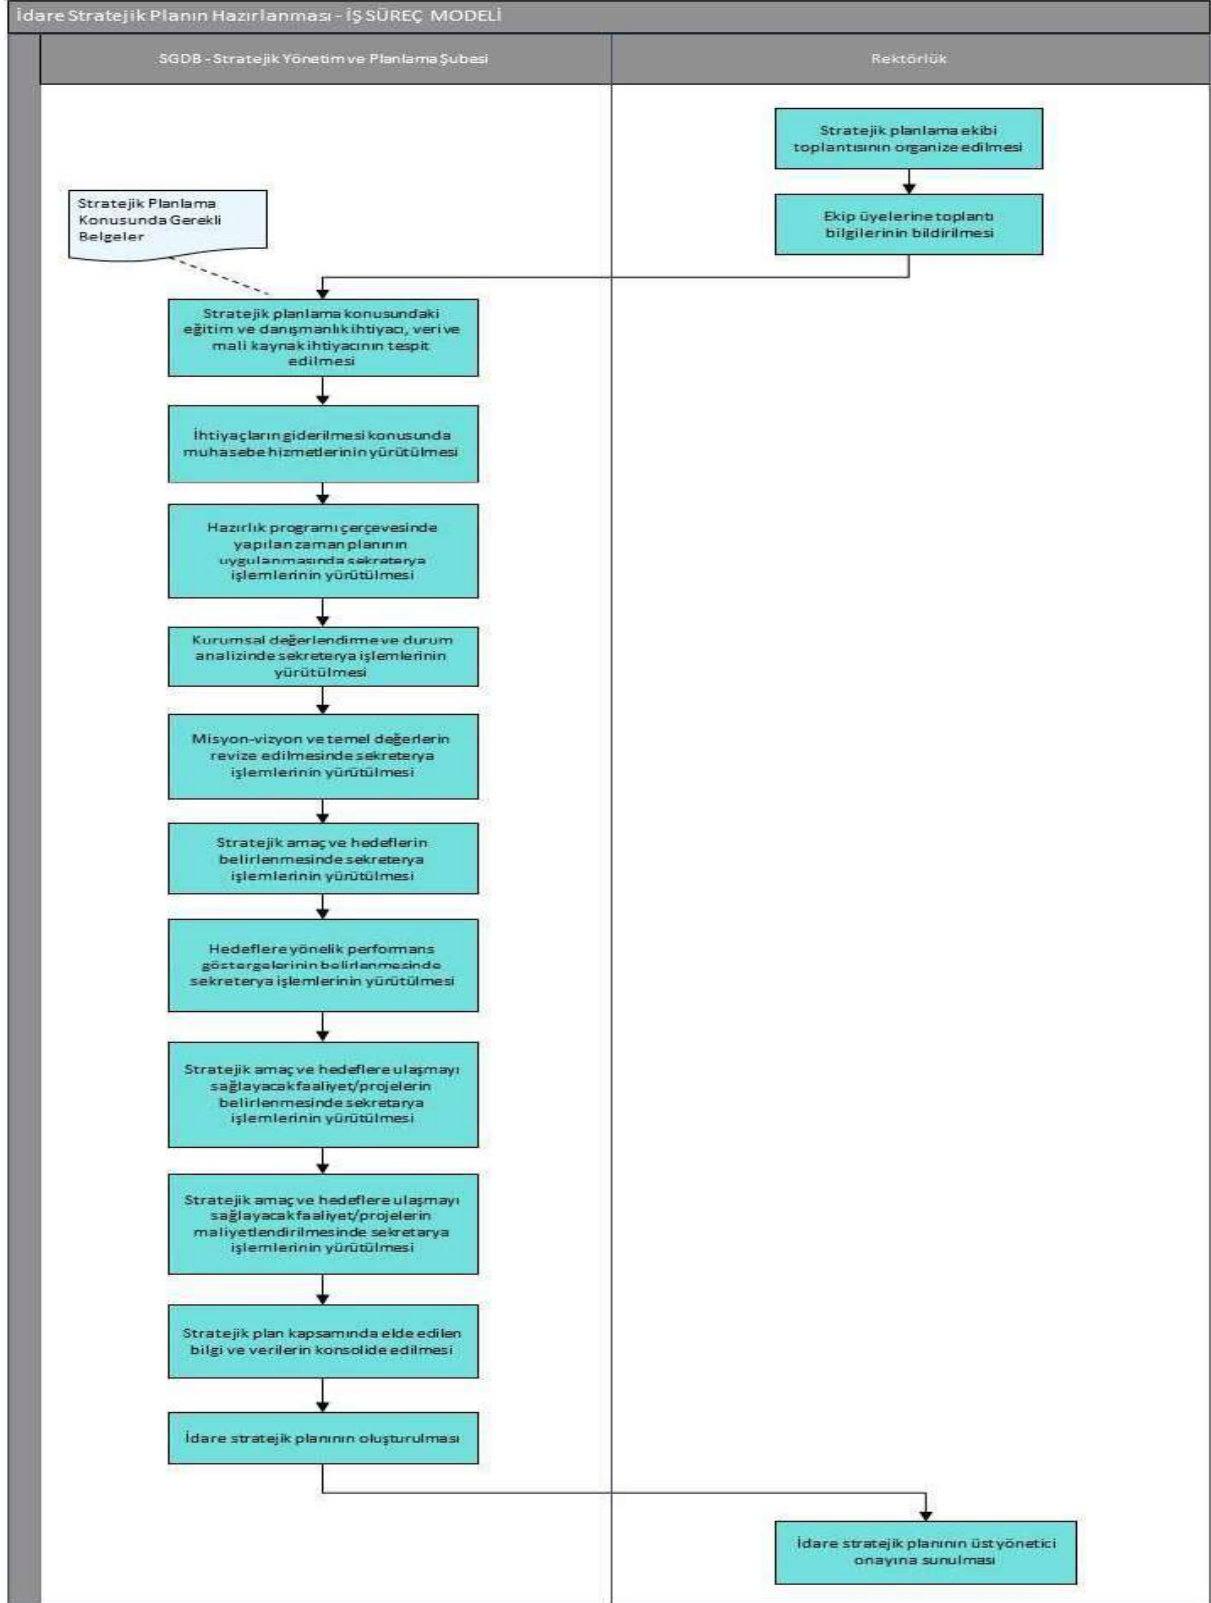 İdare Stratejik Planın Hazırlanması - İŞ SÜREÇ MODELİ
SGDB - Stratejik Yönetim ve Planlama Şubesi
Rektörlük
Stratejik planlama ekibi
toplantısının organize edilmesi
Ekip üyelerine toplantı
bilgilerinin bildirilmesi
Stratejik Planlama
Konusunda Gerekli
Belgeler
Stratejik planlama konusundaki
eğitim ve danışmanlık ihtiyacı, veri ve
mali kaynak ihtiyacının tespit
edilmesi
İhtiyaçların giderilmesi konusunda
muhasebe hizmetlerinin yürütülmesi
Hazırlık programı çerçevesinde
yapılan zaman planının
uygulanmasında sekreterya
işlemlerinin yürütülmesi
Kurumsal değerlendirme ve durum
analizinde sekreterya işlemlerinin
yürütülmesi
Misyon-vizyon ve temel değerlerin
revize edilmesinde sekreterya
işlemlerinin yürütülmesi
Stratejik amaç ve hedeflerin
belirlenmesinde sekreterya
işlemlerinin yürütülmesi
Hedeflere yönelik performans
göstergelerinin belirlenmesinde
sekreterya işlemlerinin yürütülmesi
Stratejik amaç ve hedeflere ulaşmayı
sağlayacak faaliyet/projelerin
belirlenmesinde sekretarya
işlemlerinin yürütülmesi
Stratejik amaç ve hedeflere ulaşmayı
sağlayacak faaliyet/projelerin
maliyetlendirilmesinde sekretarya
işlemlerinin yürütülmesi
Stratejik plan kapsamında elde edilen
bilgi ve verilerin konsolide edilmesi
İdare stratejik planının oluşturulması
İdare stratejik planının üst yönetici
onayına sunulması